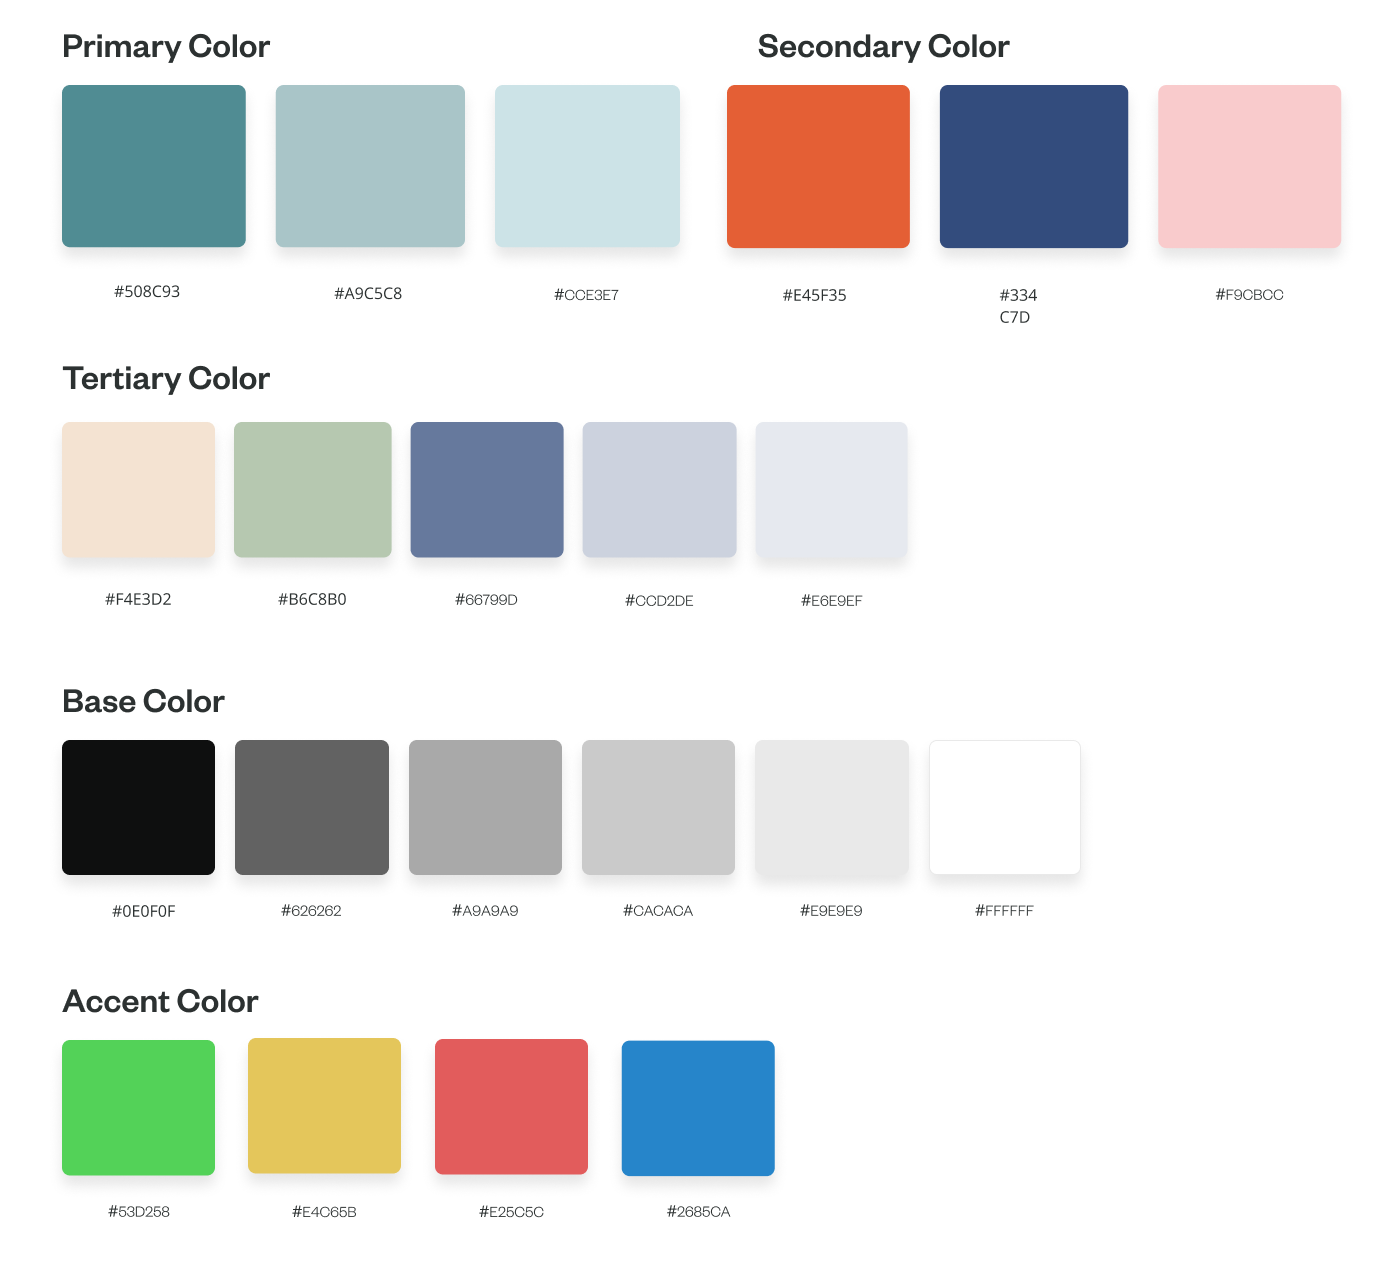 Primary Color
Secondary Color
#508C93
#A9C5C8
#CCE3E7
#E45F35
#334
C7D
#F9CBCC
Tertiary Color
#F4E3D2
#B6C8B0
#66799D
#CCD2DE
#E6E9EF
Base Color
#0E0F0F
#626262
#A9A9A9
#CACACA
#E9E9E9
#FFFFFF
Accent Color
#53D258
#E4C65B
#E25C5C
#2685CA